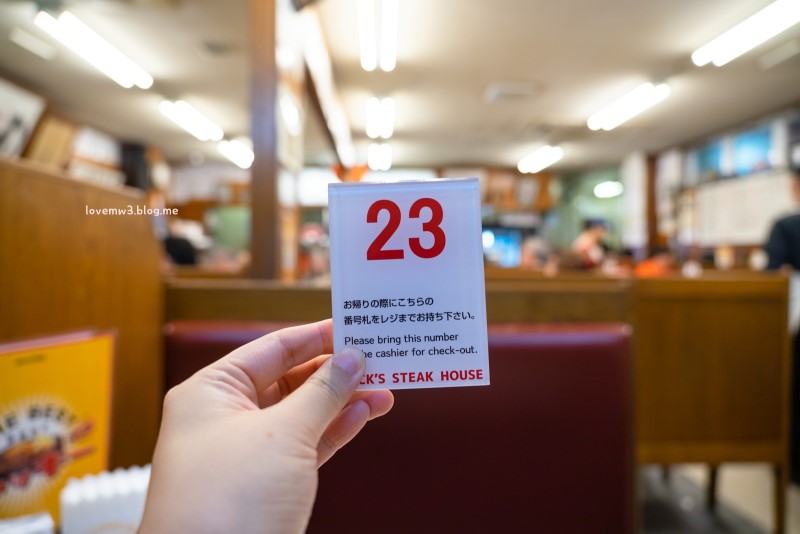 lovemw3.blog.me
23
お帰りの際にこちらの
番号札をレジまでお持ち下さい。
Please bring this number
he cashier for check-out.
CK'S STEAK HOUSE